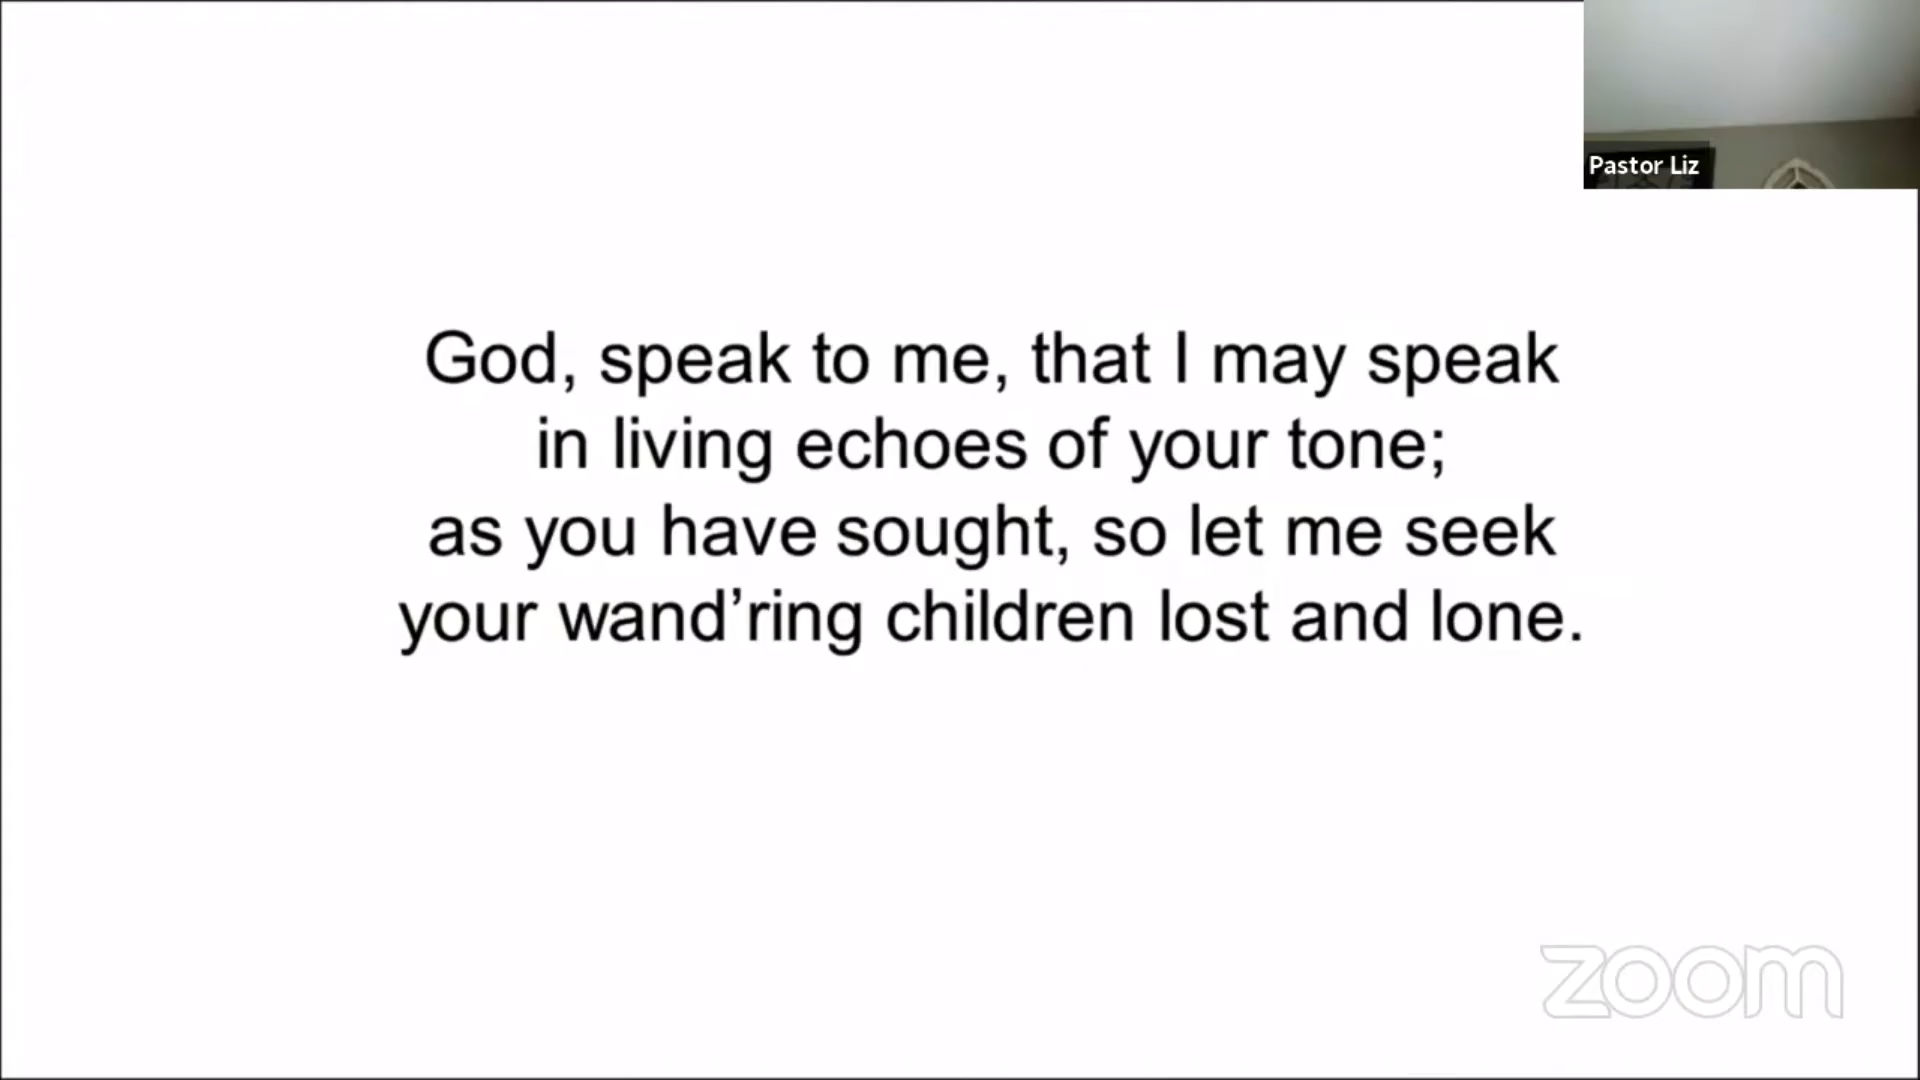 Pastor Liz
God, speak to me, that I may speak
in living echoes of your tone;
as you have sought, so let me seek
your wand’ring children lost and lone.
zoom